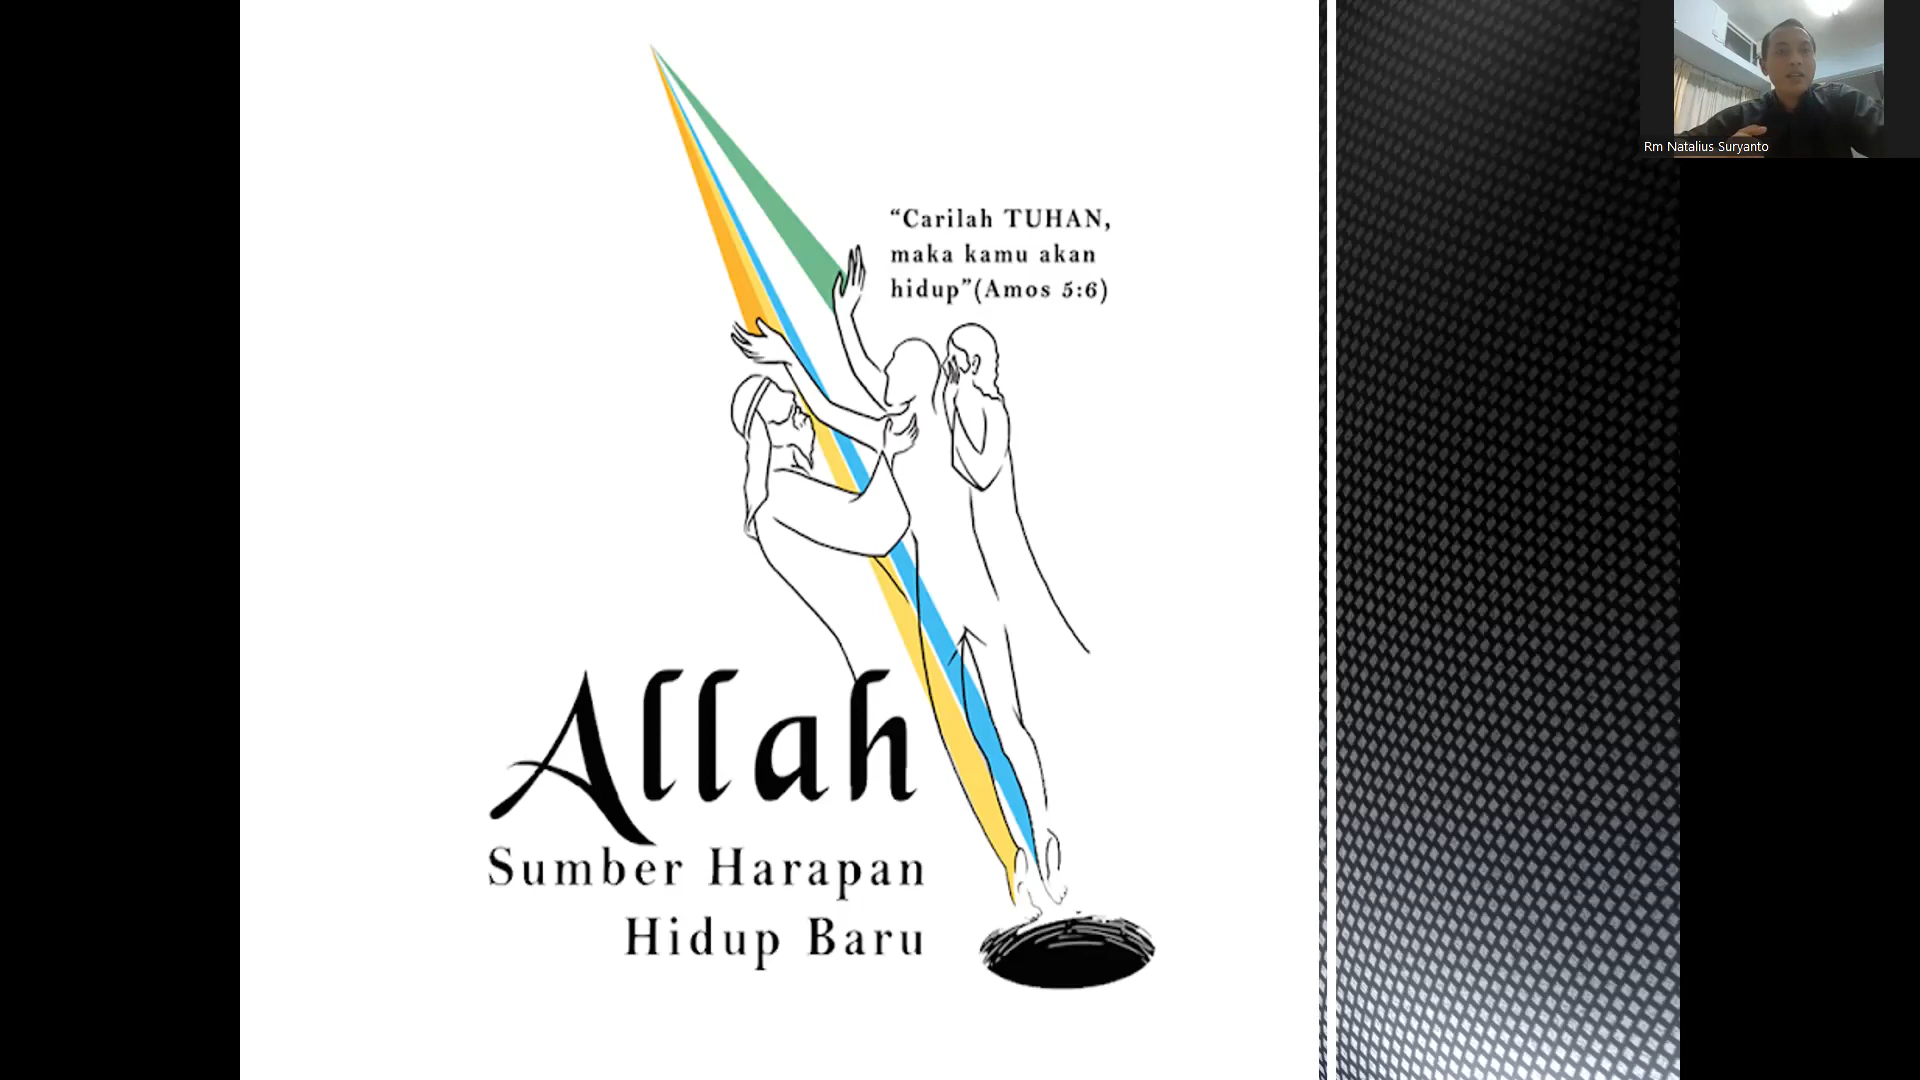 “Carilah TUHAN,
maka kamu akan
hidup”(Amos 5:6)
Allah
Sumber Harapan
Hidup Baru
Rm Natalius Suryanto